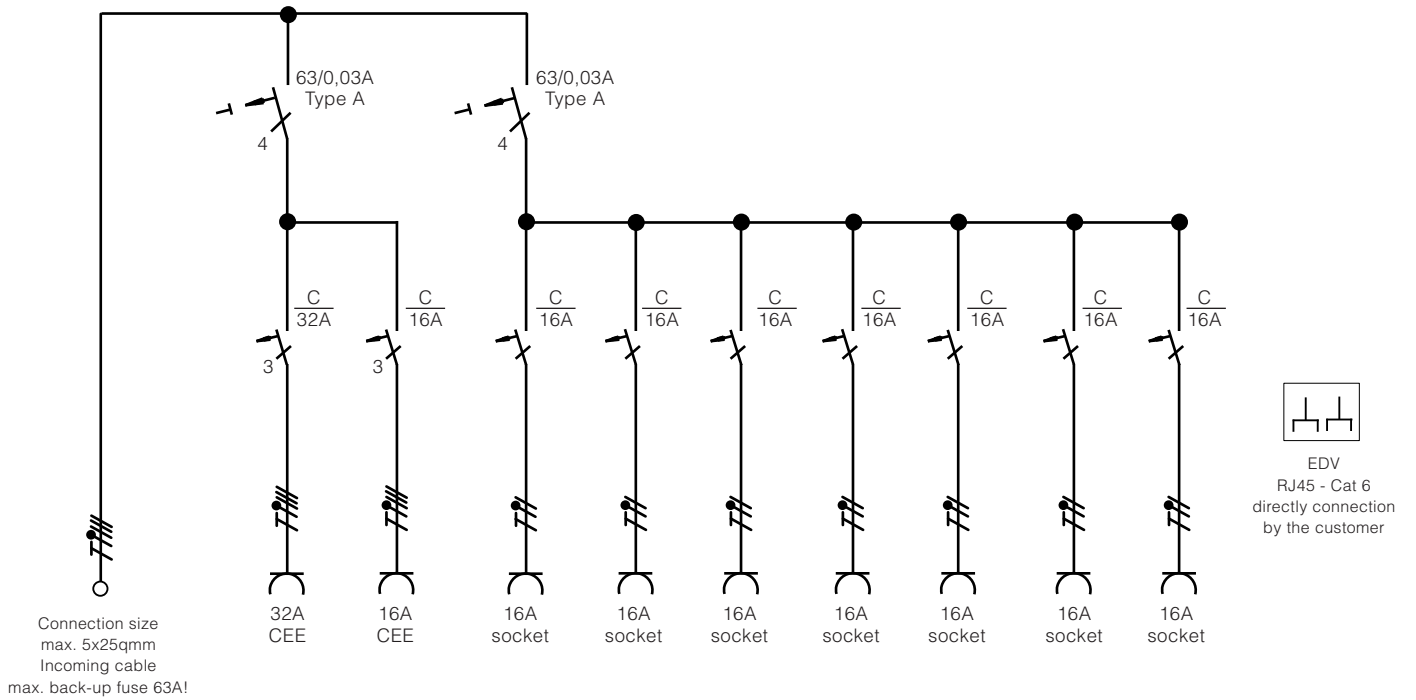 63/0,03A
Type A
4
63/0,03A
Type A
4
C
32A
3
C
16A
3
C
16A
C
16A
C
16A
C
16A
C
16A
C
16A
C
16A
32A
CEE
16A
CEE
16A
socket
16A
socket
16A
socket
16A
socket
16A
socket
16A
socket
16A
socket
EDV
RJ45 - Cat 6
directly connection
by the customer
Connection size
max. 5x25qmm
Incoming cable
max. back-up fuse 63A!